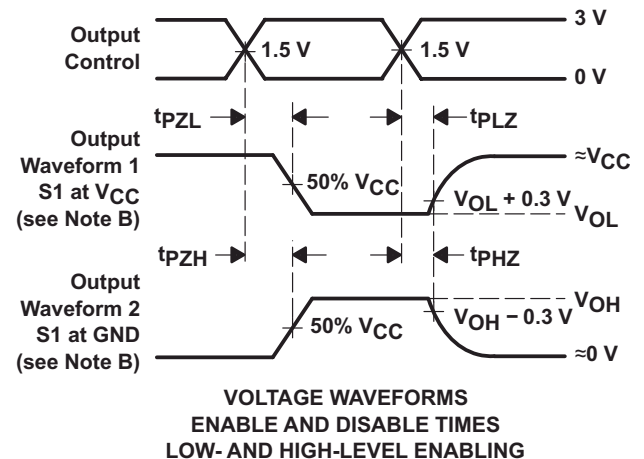 Output
Control
1.5 V
1.5 V
3 V
0 V
tPZL
tPLZ
Output
Waveform 1
S1 at VCC
(see Note B)
50% VCC
≈VCC
VOL + 0.3 V
VOL
tPZH
tPHZ
Output
Waveform 2
S1 at GND
(see Note B)
50% VCC
VOH
VOH − 0.3 V
≈0 V
VOLTAGE WAVEFORMS
ENABLE AND DISABLE TIMES
LOW- AND HIGH-LEVEL ENABLING